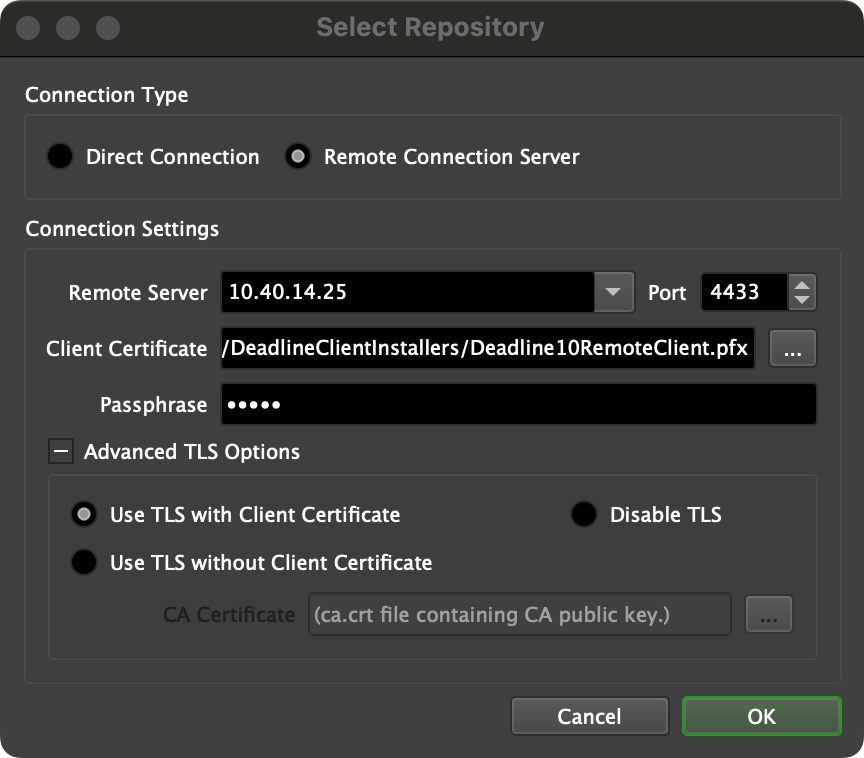 Select Repository
Connection Type
Direct Connection Remote Connection Server
Connection Settings
Remote Server 10.40.14.25 Port 4433
Client Certificate /DeadlineClientInstallers/Deadline10RemoteClient.pfx ...
Passphrase •••••
Advanced TLS Options
Use TLS with Client Certificate Disable TLS
Use TLS without Client Certificate
CA Certificate (ca.crt file containing CA public key.) ...
Cancel OK